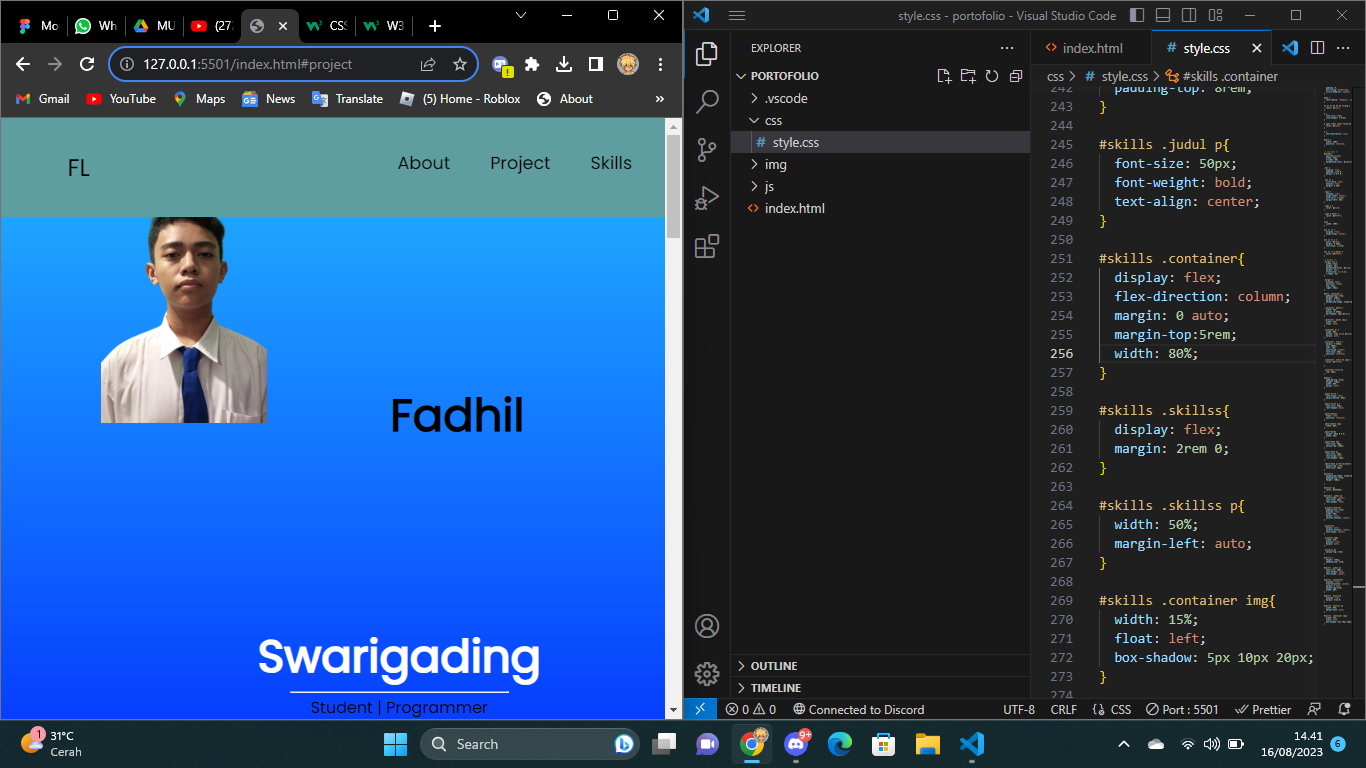 Mo
Wh
MU
(27
CSS
W3
127.0.0.1:5501/index.html#project
Gmail
YouTube
Maps
News
Translate
(5) Home - Roblox
About
»
FL
About
Project
Skills
Fadhil
Swarigading
Student | Programmer
style.css - portofolio - Visual Studio Code
EXPLORER
PORTOFOLIO
.vscode
css
# style.css
img
js
<> index.html
OUTLINE
TIMELINE
<> index.html
# style.css
css > # style.css > #skills .container
242 padding-top: 8rem;
243 }
244
245 #skills .judul p{
246 font-size: 50px;
247 font-weight: bold;
248 text-align: center;
249 }
250
251 #skills .container{
252 display: flex;
253 flex-direction: column;
254 margin: 0 auto;
255 margin-top:5rem;
256 width: 80%;
257 }
258
259 #skills .skillss{
260 display: flex;
261 margin: 2rem 0;
262 }
263
264 #skills .skillss p{
265 width: 50%;
266 margin-left: auto;
267 }
268
269 #skills .container img{
270 width: 15%;
271 float: left;
272 box-shadow: 5px 10px 20px;
273 }
274
0 0 Connected to Discord
UTF-8 CRLF {} CSS Port : 5501 Prettier
1
31°C
Cerah
Search
9+
14.41
16/08/2023
6